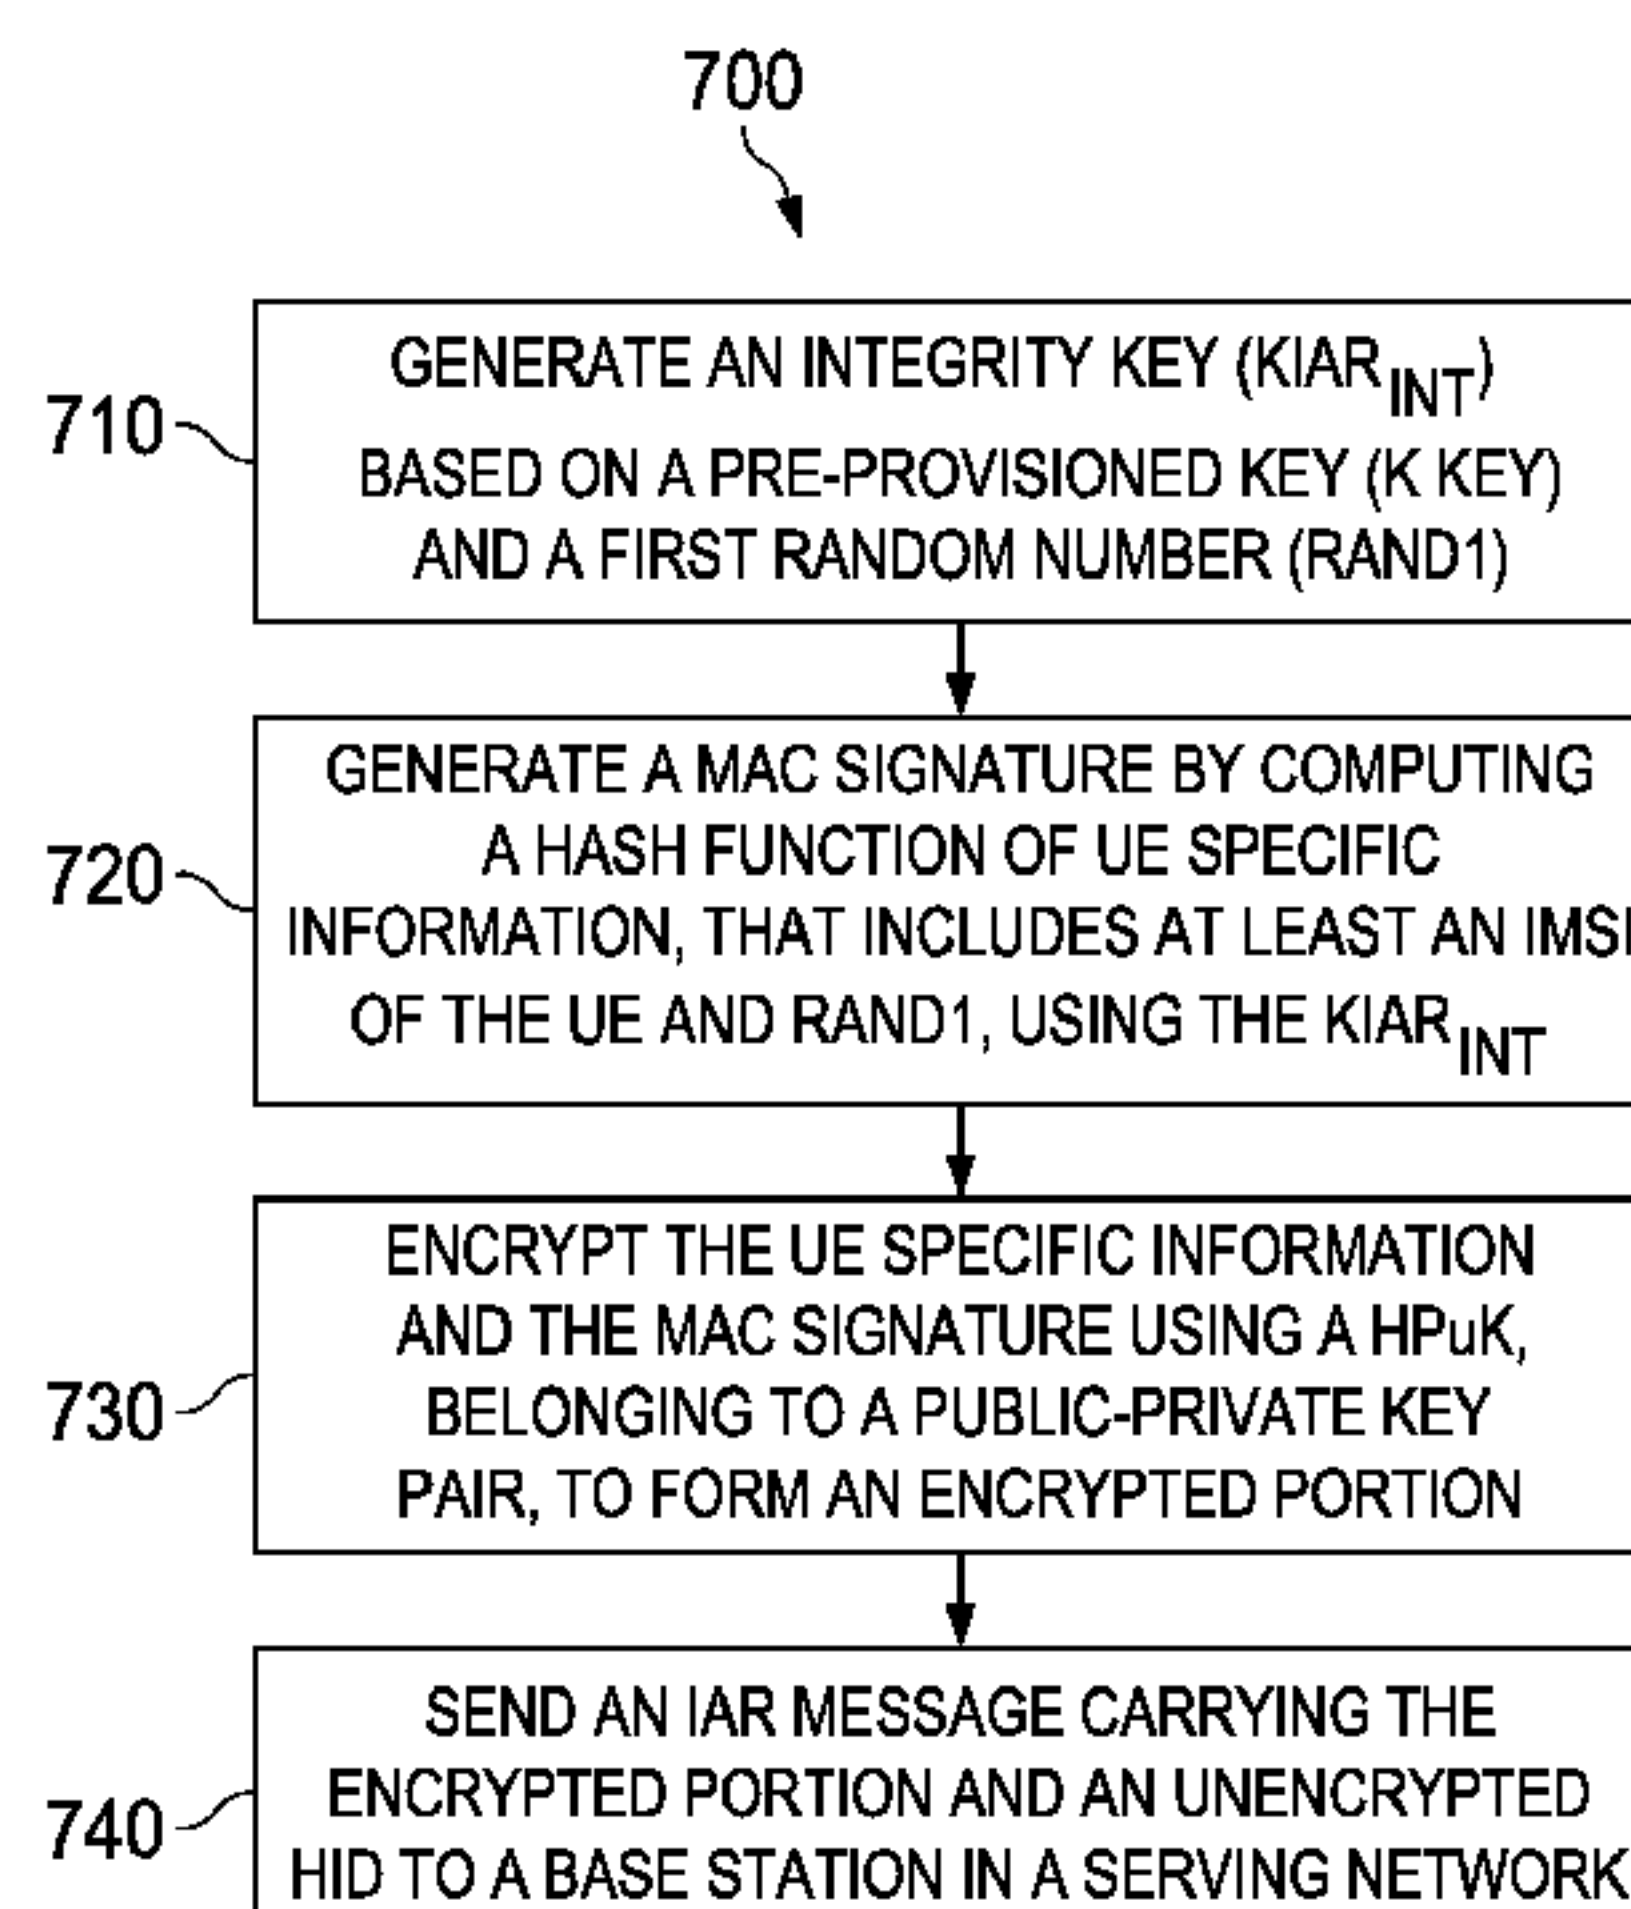 700
710
GENERATE AN INTEGRITY KEY (KIAR INT)
BASED ON A PRE-PROVISIONED KEY (K KEY)
AND A FIRST RANDOM NUMBER (RAND1)
720
GENERATE A MAC SIGNATURE BY COMPUTING
A HASH FUNCTION OF UE SPECIFIC
INFORMATION, THAT INCLUDES AT LEAST AN IMSI
OF THE UE AND RAND1, USING THE KIAR INT
730
ENCRYPT THE UE SPECIFIC INFORMATION
AND THE MAC SIGNATURE USING A HPuK,
BELONGING TO A PUBLIC-PRIVATE KEY
PAIR, TO FORM AN ENCRYPTED PORTION
740
SEND AN IAR MESSAGE CARRYING THE
ENCRYPTED PORTION AND AN UNENCRYPTED
HID TO A BASE STATION IN A SERVING NETWORK